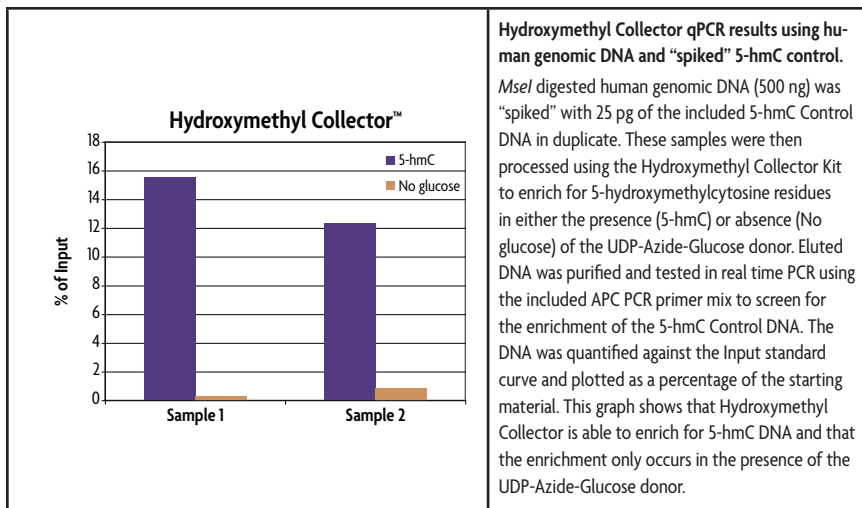 Hydroxymethyl Collector™
% of Input
18
16
14
12
10
8
6
4
2
0
5-hmC
No glucose
Sample 1
Sample 2
Hydroxymethyl Collector qPCR results using hu-
man genomic DNA and “spiked” 5-hmC control.
MseI digested human genomic DNA (500 ng) was
“spiked” with 25 pg of the included 5-hmC Control
DNA in duplicate. These samples were then
processed using the Hydroxymethyl Collector Kit
to enrich for 5-hydroxymethylcytosine residues
in either the presence (5-hmC) or absence (No
glucose) of the UDP-Azide-Glucose donor. Eluted
DNA was purified and tested in real time PCR using
the included APC PCR primer mix to screen for
the enrichment of the 5-hmC Control DNA. The
DNA was quantified against the Input standard
curve and plotted as a percentage of the starting
material. This graph shows that Hydroxymethyl
Collector is able to enrich for 5-hmC DNA and that
the enrichment only occurs in the presence of the
UDP-Azide-Glucose donor.